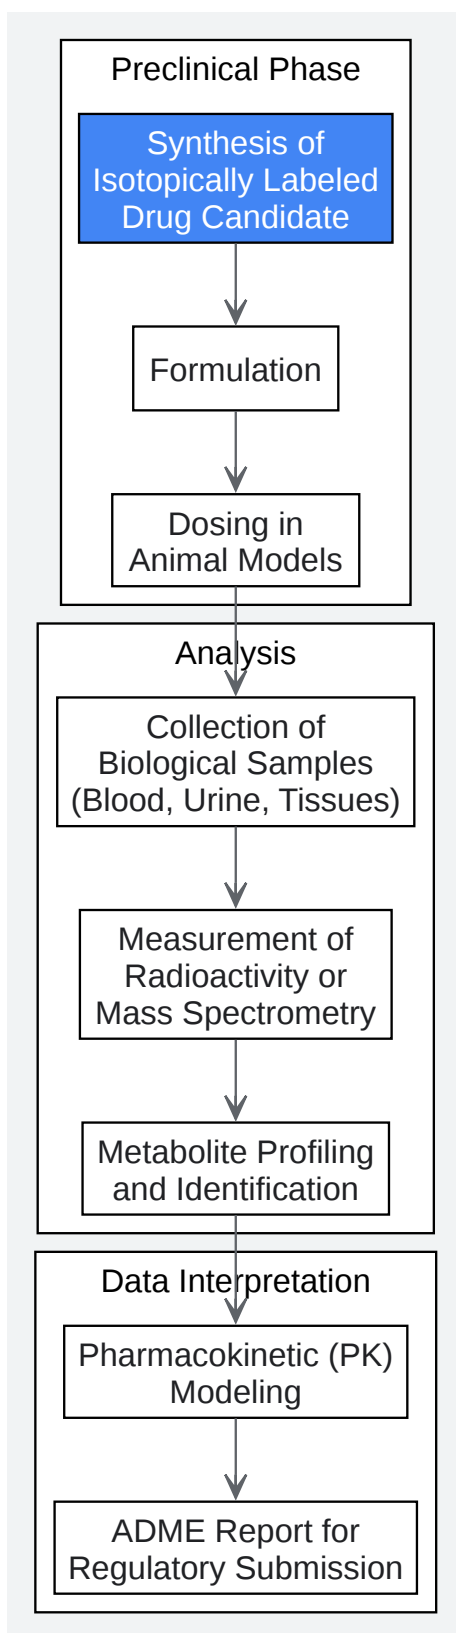 Preclinical Phase
Synthesis of
Isotopically Labeled
Drug Candidate
Formulation
Dosing in
Animal Models
Analysis
Collection of
Biological Samples
(Blood, Urine, Tissues)
Measurement of
Radioactivity or
Mass Spectrometry
Metabolite Profiling
and Identification
Data Interpretation
Pharmacokinetic (PK)
Modeling
ADME Report for
Regulatory Submission